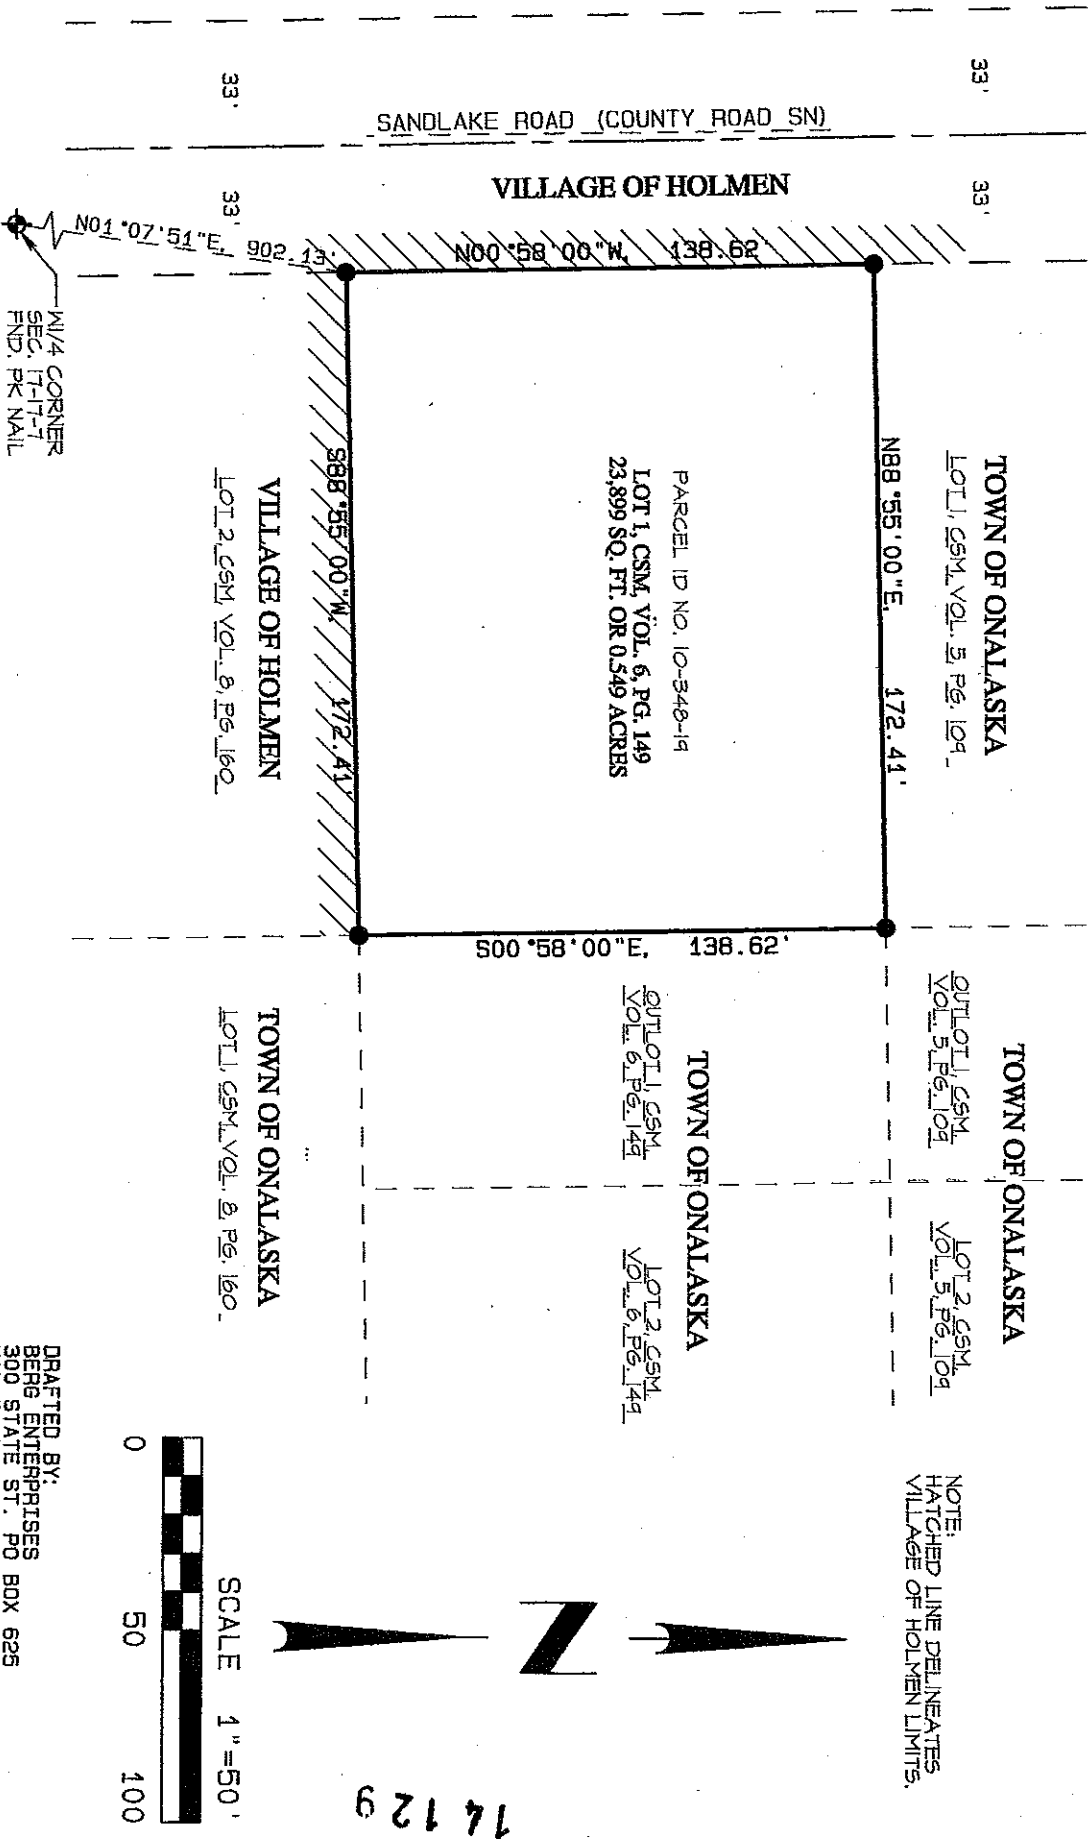 33'
33'
33'
33'
SANDLAKE ROAD (COUNTY ROAD SN)
VILLAGE OF HOLMEN
N01°07'51"E, 902.13'
N00°58'00"W, 138.62'
W1/4 CORNER
SEC. 17-17-7
FND. PK NAIL
TOWN OF ONALASKA
LOT 1, CSM, VOL. 5, PG. 109
N88°55'00"E, 172.41'
PARCEL ID NO. 10-348-19
LOT 1, CSM, VOL. 6, PG. 149
23,899 SQ. FT. OR 0.549 ACRES
S88°55'00"W, 172.41'
VILLAGE OF HOLMEN
LOT 2, CSM, VOL. 8, PG. 160
S00°58'00"E, 138.62'
TOWN OF ONALASKA
OUTLOT 1, CSM
VOL. 5, PG. 109
LOT 2, CSM
VOL. 5, PG. 109
TOWN OF ONALASKA
OUTLOT 1, CSM
VOL. 6, PG. 149
LOT 2, CSM
VOL. 6, PG. 149
TOWN OF ONALASKA
LOT 1, CSM, VOL. 8, PG. 160
NOTE:
HATCHED LINE DELINEATES
VILLAGE OF HOLMEN LIMITS.
N
SCALE 1"=50'
0 50 100
DRAFTED BY:
BERG ENTERPRISES
300 STATE ST. PO BOX 625
14129